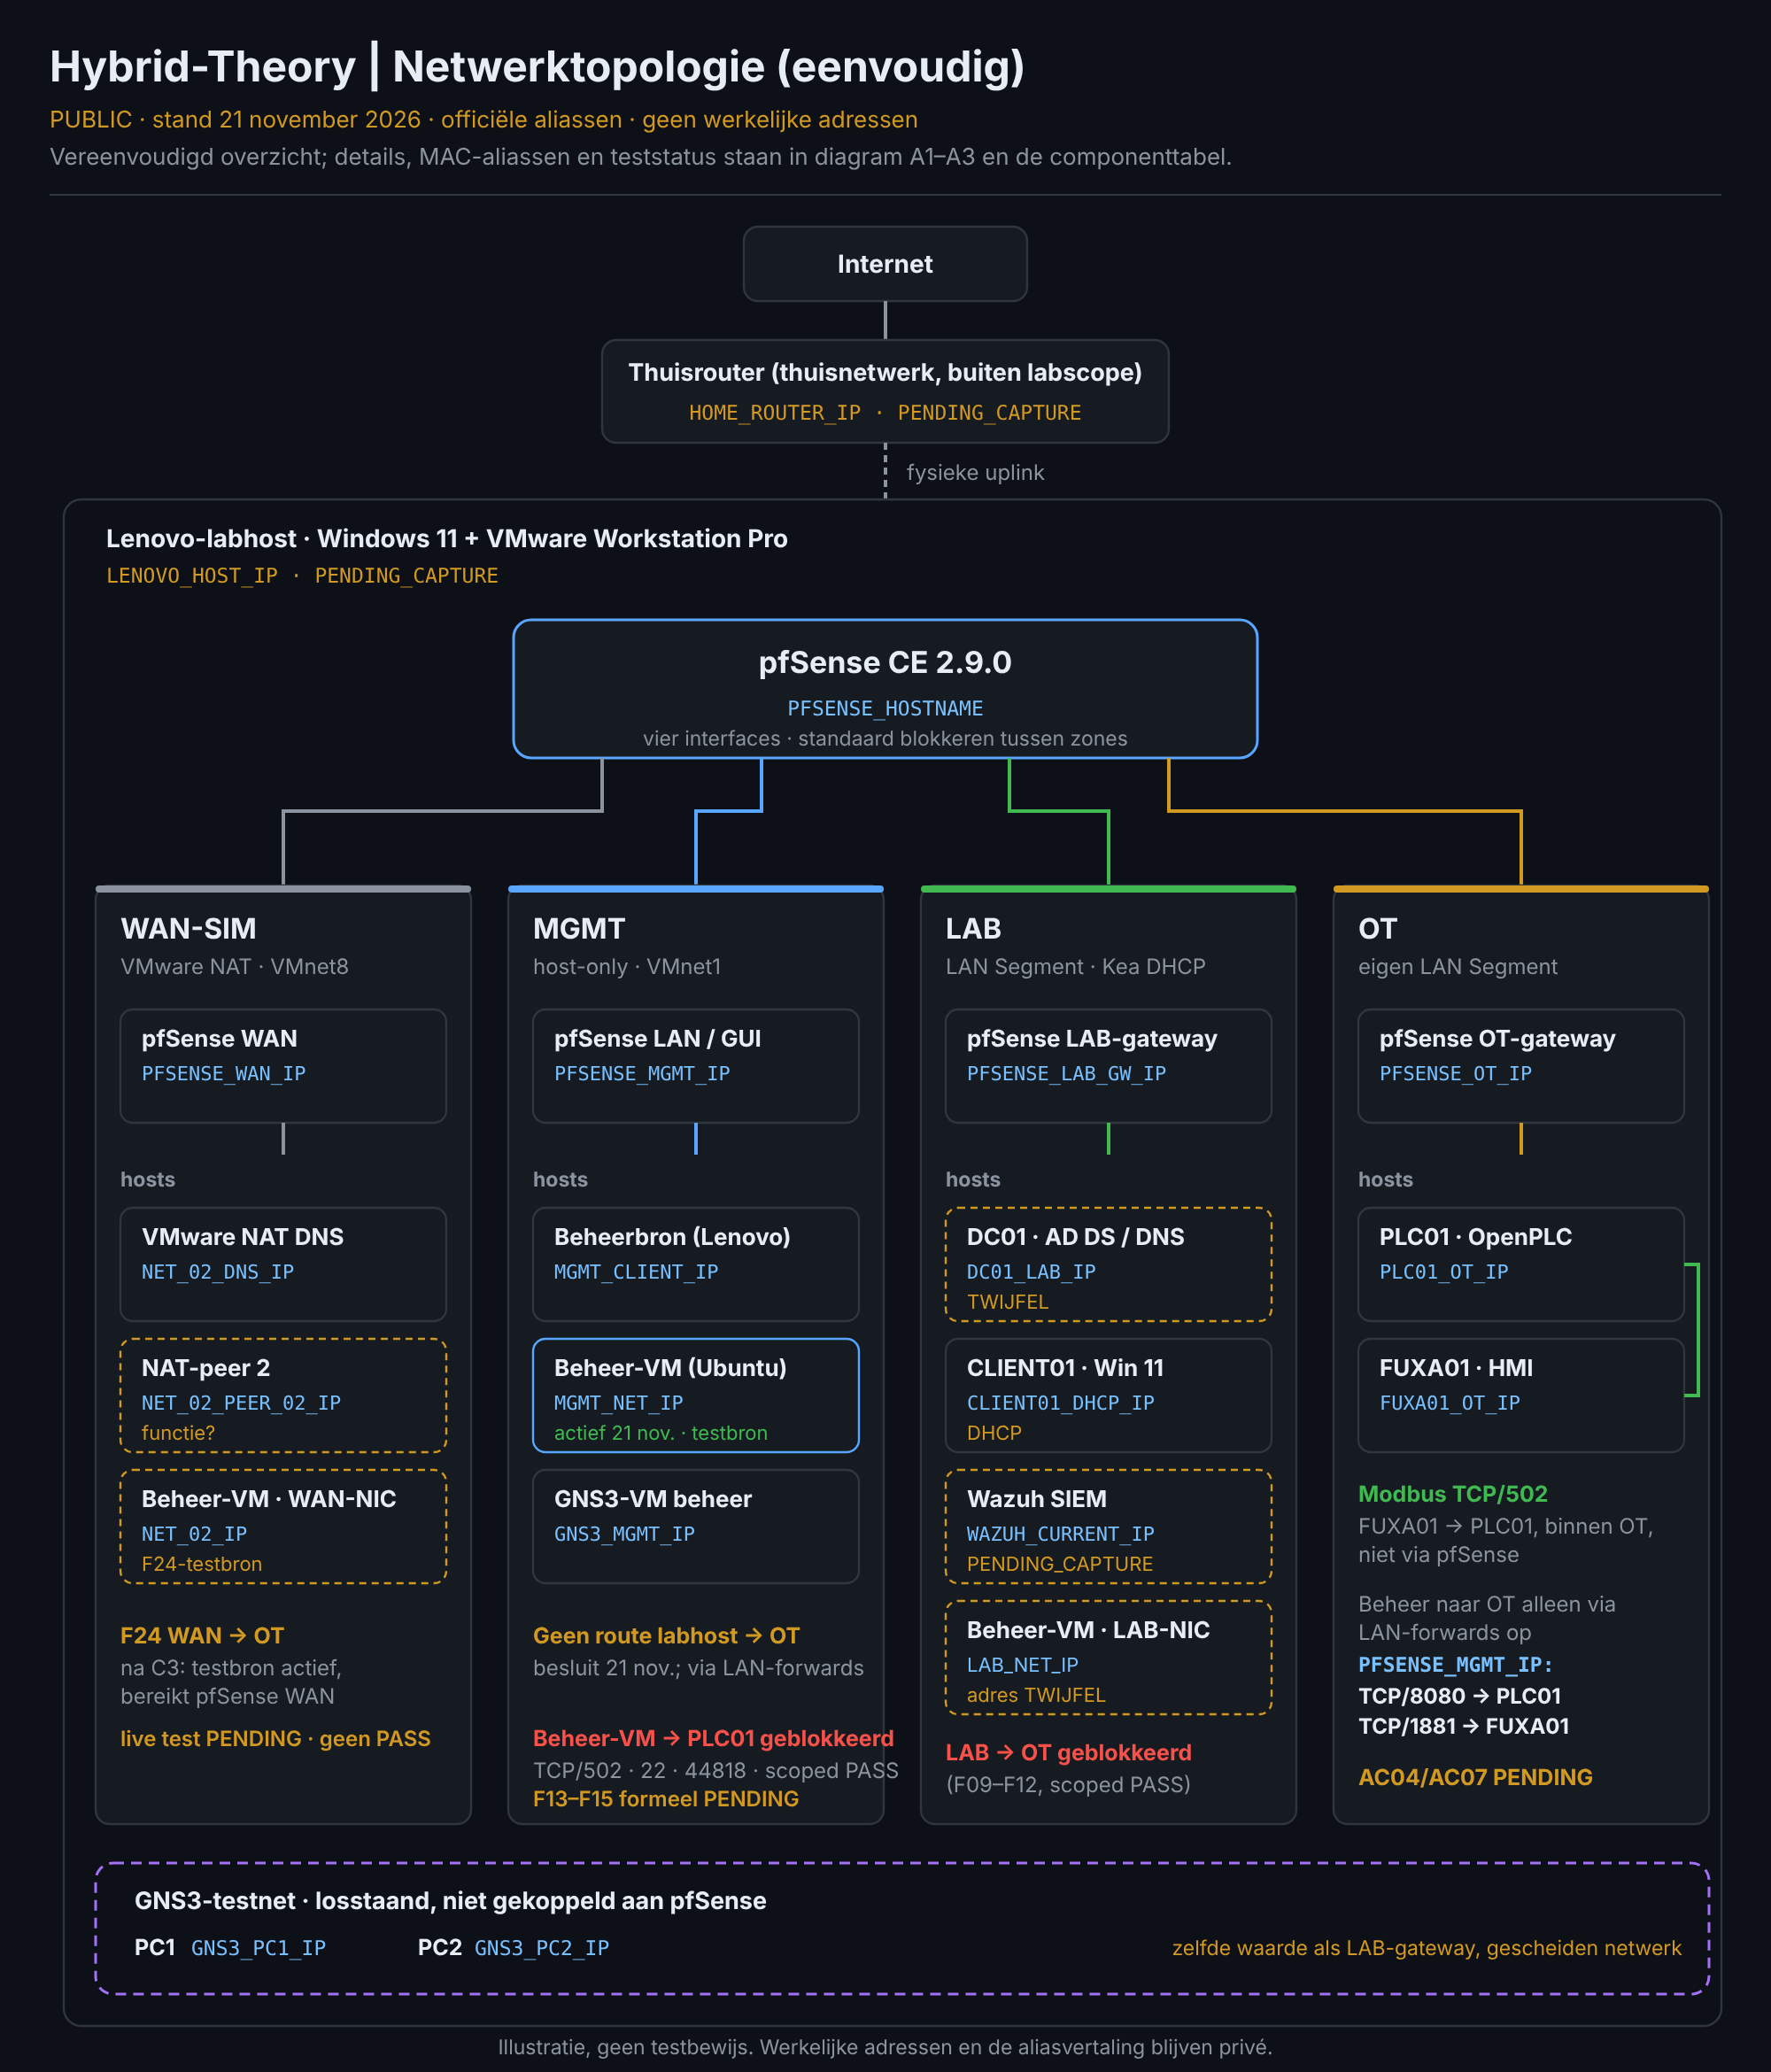 Hybrid-Theory | Netwerktopologie (eenvoudig)
PUBLIC · stand 21 november 2026 · officiële aliassen · geen werkelijke adressen
Vereenvoudigd overzicht; details, MAC-aliassen en teststatus staan in diagram A1–A3 en de componenttabel.
Internet
Thuisrouter (thuisnetwerk, buiten labscope)
HOME_ROUTER_IP · PENDING_CAPTURE
fysieke uplink
Lenovo-labhost · Windows 11 + VMware Workstation Pro
LENOVO_HOST_IP · PENDING_CAPTURE
pfSense CE 2.9.0
PFSENSE_HOSTNAME
vier interfaces · standaard blokkeren tussen zones
WAN-SIM
VMware NAT · VMnet8
pfSense WAN
PFSENSE_WAN_IP
hosts
VMware NAT DNS
NET_02_DNS_IP
NAT-peer 2
NET_02_PEER_02_IP
functie?
Beheer-VM · WAN-NIC
NET_02_IP
F24-testbron
F24 WAN → OT
na C3: testbron actief,
bereikt pfSense WAN
live test PENDING · geen PASS
MGMT
host-only · VMnet1
pfSense LAN / GUI
PFSENSE_MGMT_IP
hosts
Beheerbron (Lenovo)
MGMT_CLIENT_IP
Beheer-VM (Ubuntu)
MGMT_NET_IP
actief 21 nov. · testbron
GNS3-VM beheer
GNS3_MGMT_IP
Geen route labhost → OT
besluit 21 nov.; via LAN-forwards
Beheer-VM → PLC01 geblokkeerd
TCP/502 · 22 · 44818 · scoped PASS
F13–F15 formeel PENDING
LAB
LAN Segment · Kea DHCP
pfSense LAB-gateway
PFSENSE_LAB_GW_IP
hosts
DC01 · AD DS / DNS
DC01_LAB_IP
TWIJFEL
CLIENT01 · Win 11
CLIENT01_DHCP_IP
DHCP
Wazuh SIEM
WAZUH_CURRENT_IP
PENDING_CAPTURE
Beheer-VM · LAB-NIC
LAB_NET_IP
adres TWIJFEL
LAB → OT geblokkeerd
(F09–F12, scoped PASS)
OT
eigen LAN Segment
pfSense OT-gateway
PFSENSE_OT_IP
hosts
PLC01 · OpenPLC
PLC01_OT_IP
FUXA01 · HMI
FUXA01_OT_IP
Modbus TCP/502
FUXA01 → PLC01, binnen OT,
niet via pfSense
Beheer naar OT alleen via
LAN-forwards op
PFSENSE_MGMT_IP:
TCP/8080 → PLC01
TCP/1881 → FUXA01
AC04/AC07 PENDING
GNS3-testnet · losstaand, niet gekoppeld aan pfSense
PC1 GNS3_PC1_IP PC2 GNS3_PC2_IP zelfde waarde als LAB-gateway, gescheiden netwerk
Illustratie, geen testbewijs. Werkelijke adressen en de aliasvertaling blijven privé.